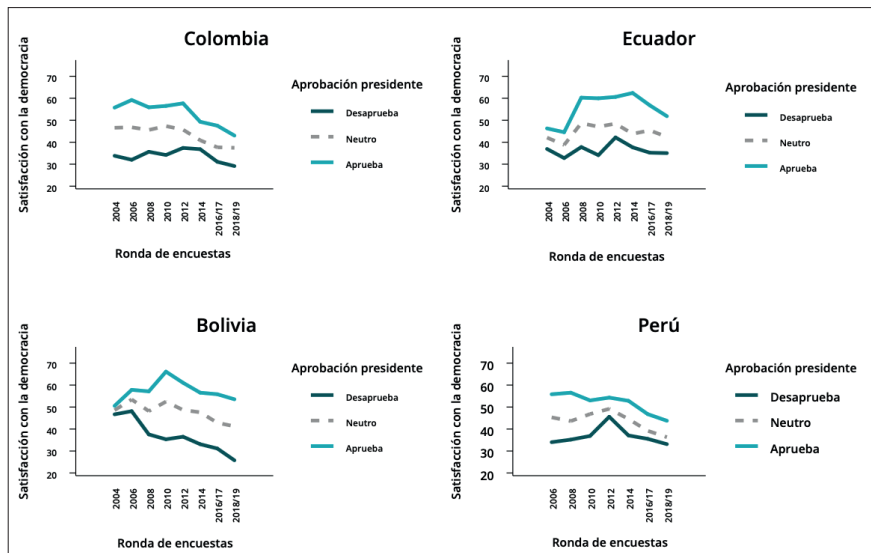 Colombia
Satisfacción con la democracia
70
60
50
40
30
20
2004
2006
2008
2010
2012
2014
2016/17
2018/19
Ronda de encuestas
Aprobación presidente
Desaprueba
Neutro
Aprueba
Ecuador
Satisfacción con la democracia
70
60
50
40
30
20
2004
2006
2008
2010
2012
2014
2016/17
2018/19
Ronda de encuestas
Aprobación presidente
Desaprueba
Neutro
Aprueba
Bolivia
Satisfacción con la democracia
70
60
50
40
30
20
2004
2006
2008
2010
2012
2014
2016/17
2018/19
Ronda de encuestas
Aprobación presidente
Desaprueba
Neutro
Aprueba
Perú
Satisfacción con la democracia
70
60
50
40
30
20
2006
2008
2010
2012
2014
2016/17
2018/19
Ronda de encuestas
Aprobación presidente
Desaprueba
Neutro
Aprueba